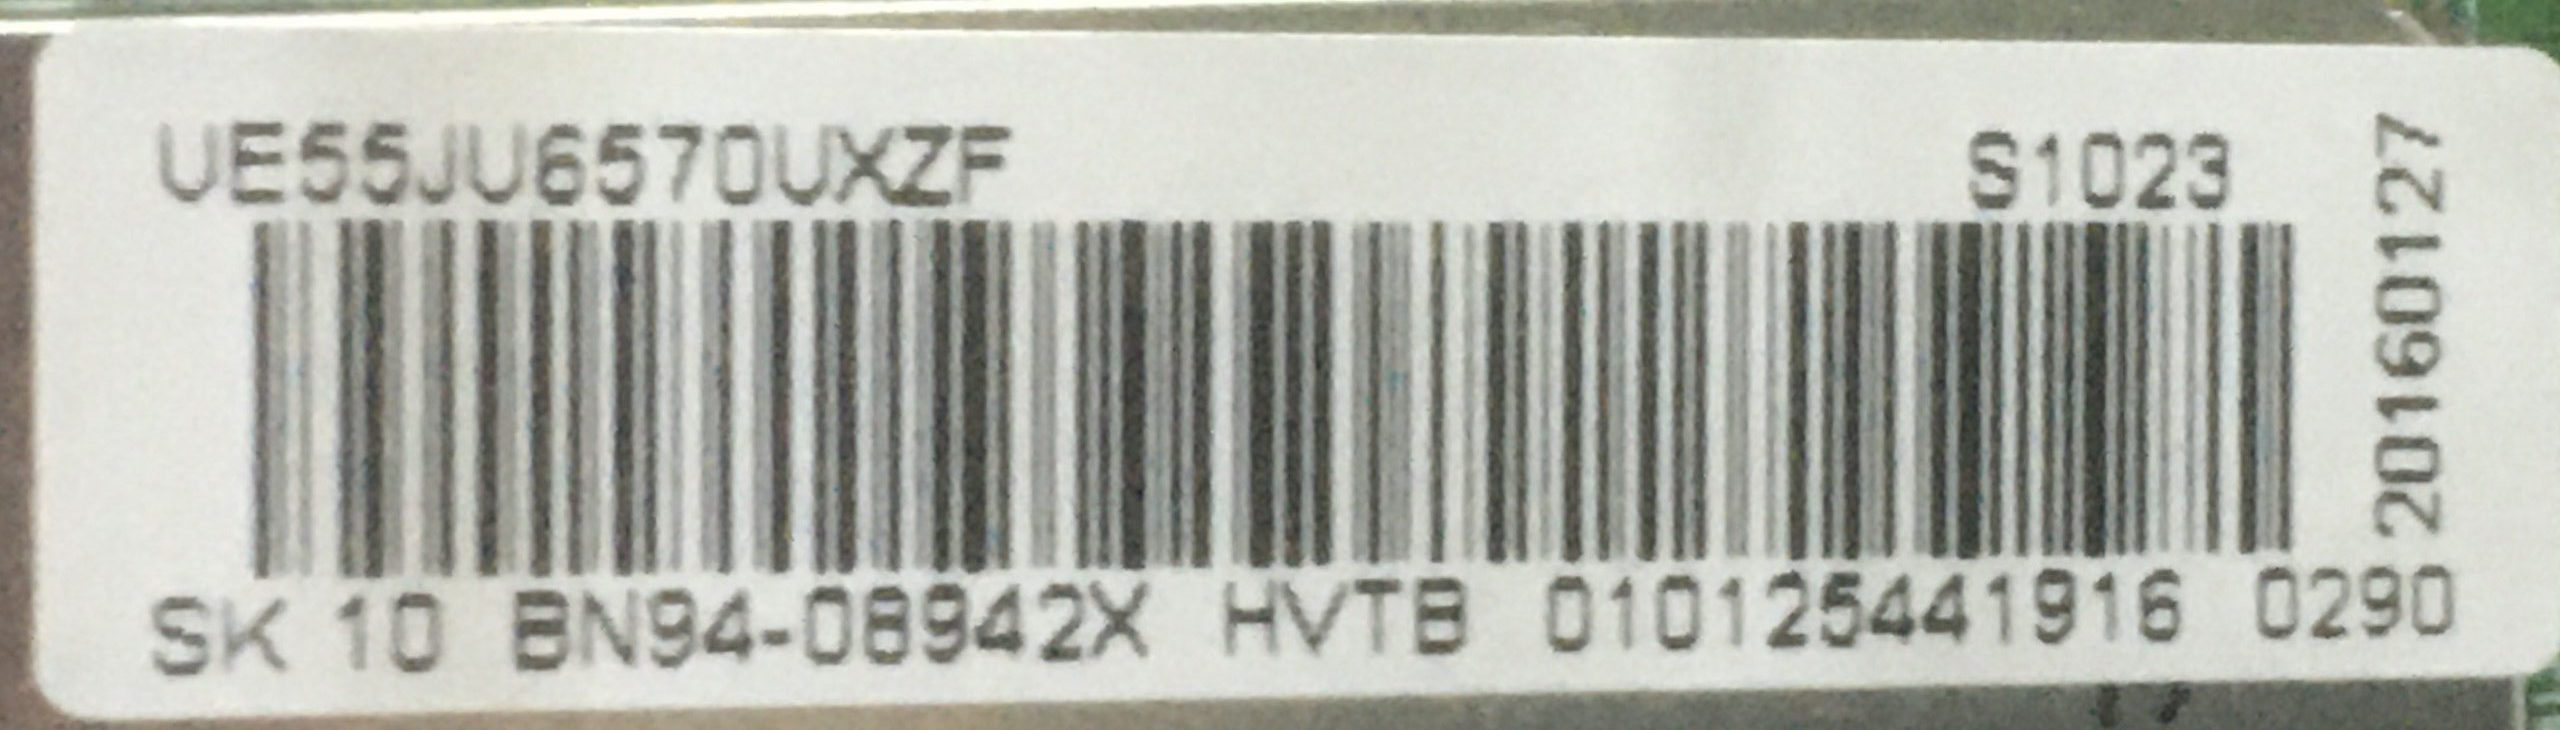 UE55JU6570UXZF S1023
20160127
SK 10 BN94-08942X HVTB 010125441916 0290